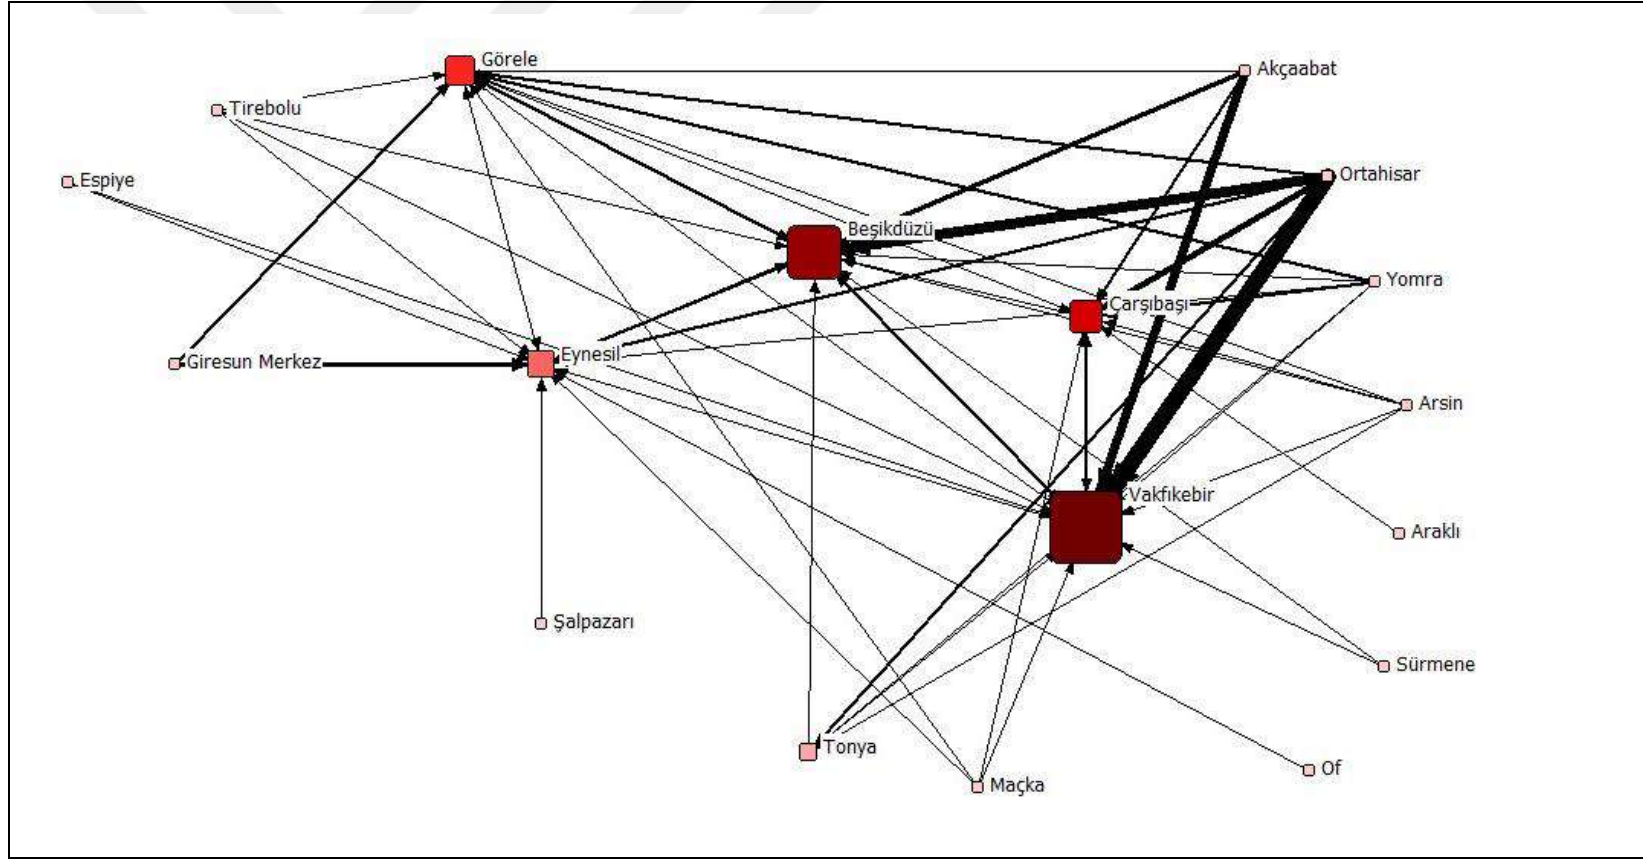 Görele
Akçaabat
Tirebolu
Ortahisar
Espiye
Beşikdüzü
Yomra
Çarşıbaşı
Eynesil
Giresun Merkez
Arsin
Vakfıkebir
Araklı
Şalpazarı
Sürmene
Tonya
Of
Maçka